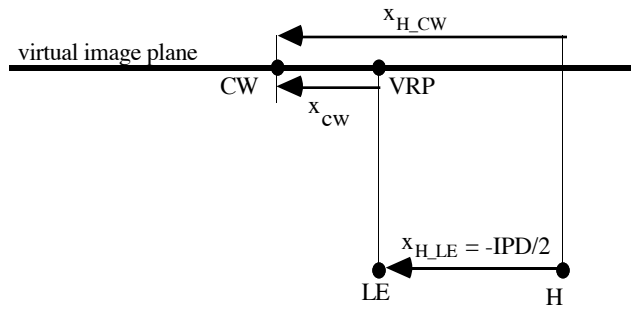 x_H_CW
virtual image plane
CW
VRP
x_cw
x_H_LE = -IPD/2
LE
H